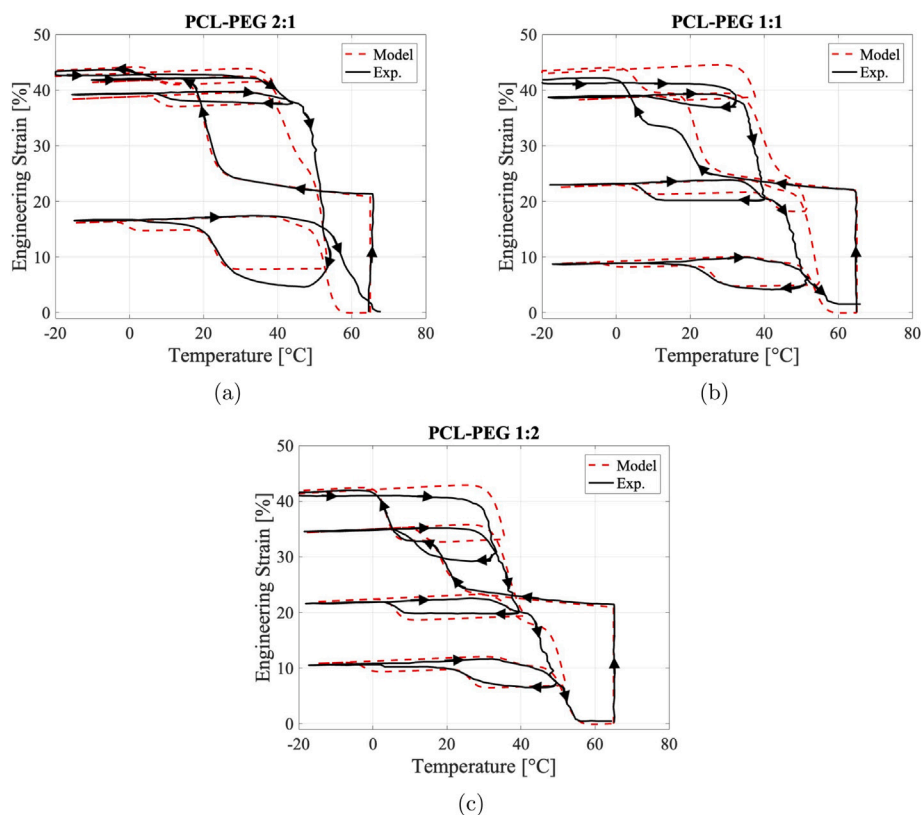 PCL-PEG 2:1
50
40
30
20
10
0
Engineering Strain [%]
-20 0 20 40 60 80
Temperature [°C]
Model
Exp.
(a)
PCL-PEG 1:1
50
40
30
20
10
0
Engineering Strain [%]
-20 0 20 40 60 80
Temperature [°C]
Model
Exp.
(b)
PCL-PEG 1:2
50
40
30
20
10
0
Engineering Strain [%]
-20 0 20 40 60 80
Temperature [°C]
Model
Exp.
(c)